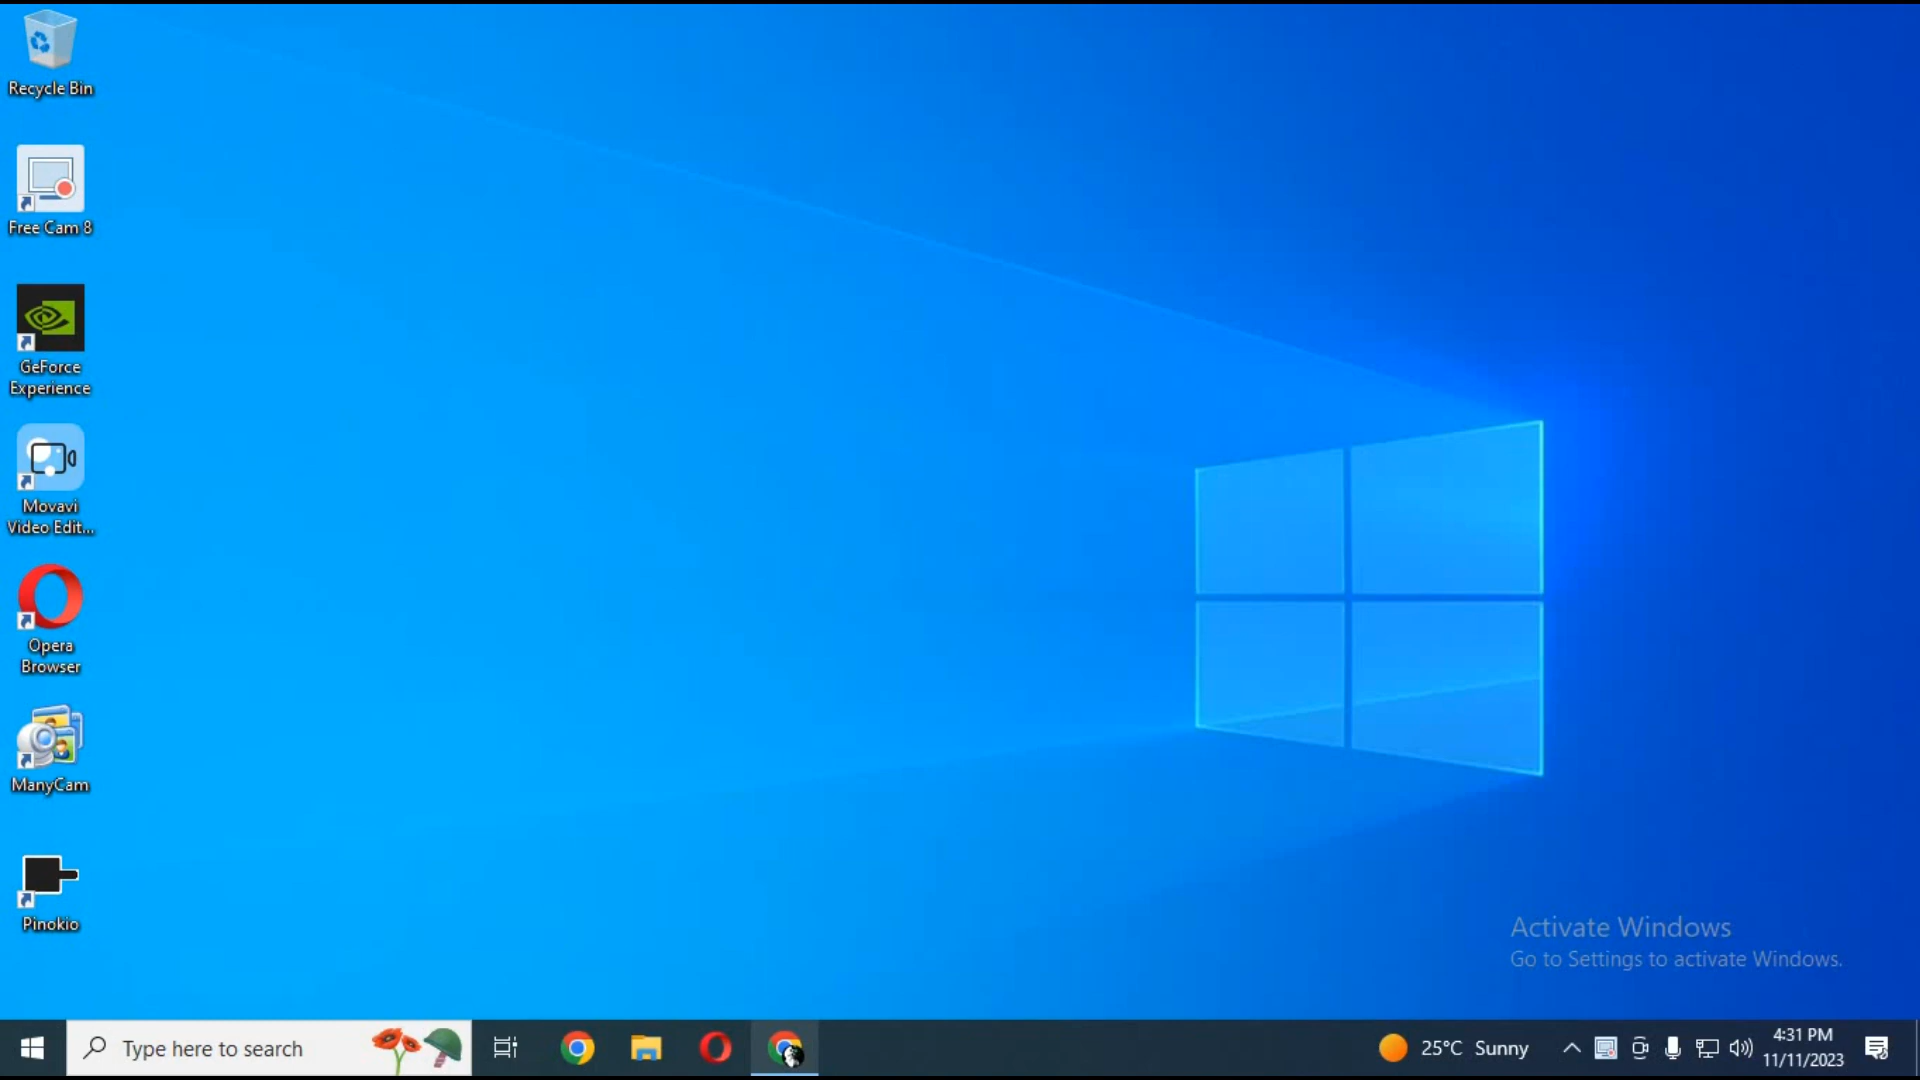 Recycle Bin
Free Cam 8
GeForce
Experience
Movavi
Video Edit...
Opera
Browser
ManyCam
Pinokio
Activate Windows
Go to Settings to activate Windows.
Type here to search
25°C Sunny
4:31 PM
11/11/2023